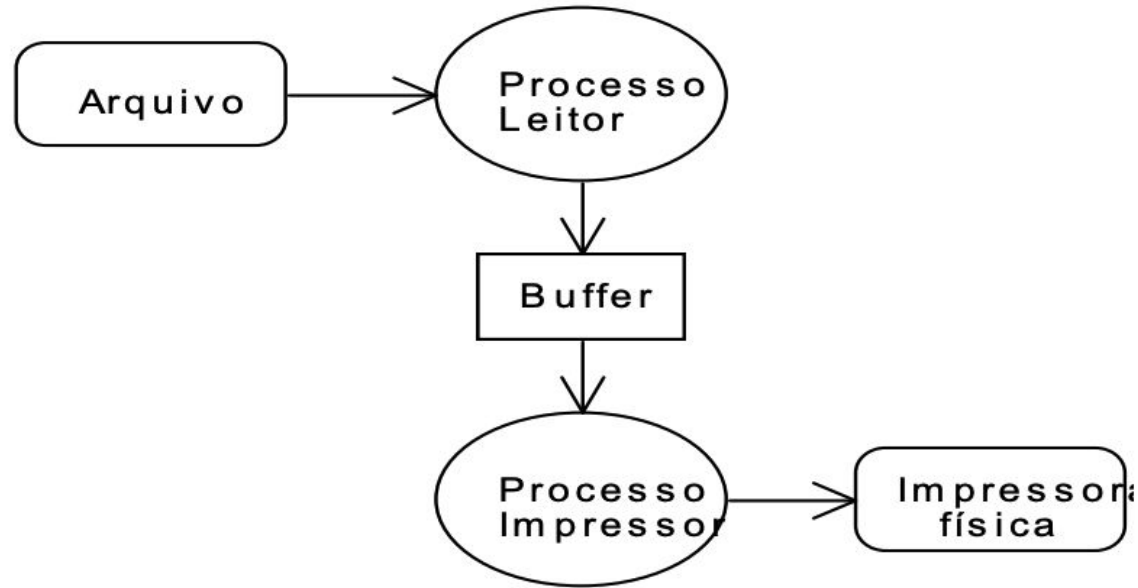 Arquivo
Processo
Leitor
Buffer
Processo
Impressor
Impressora
física